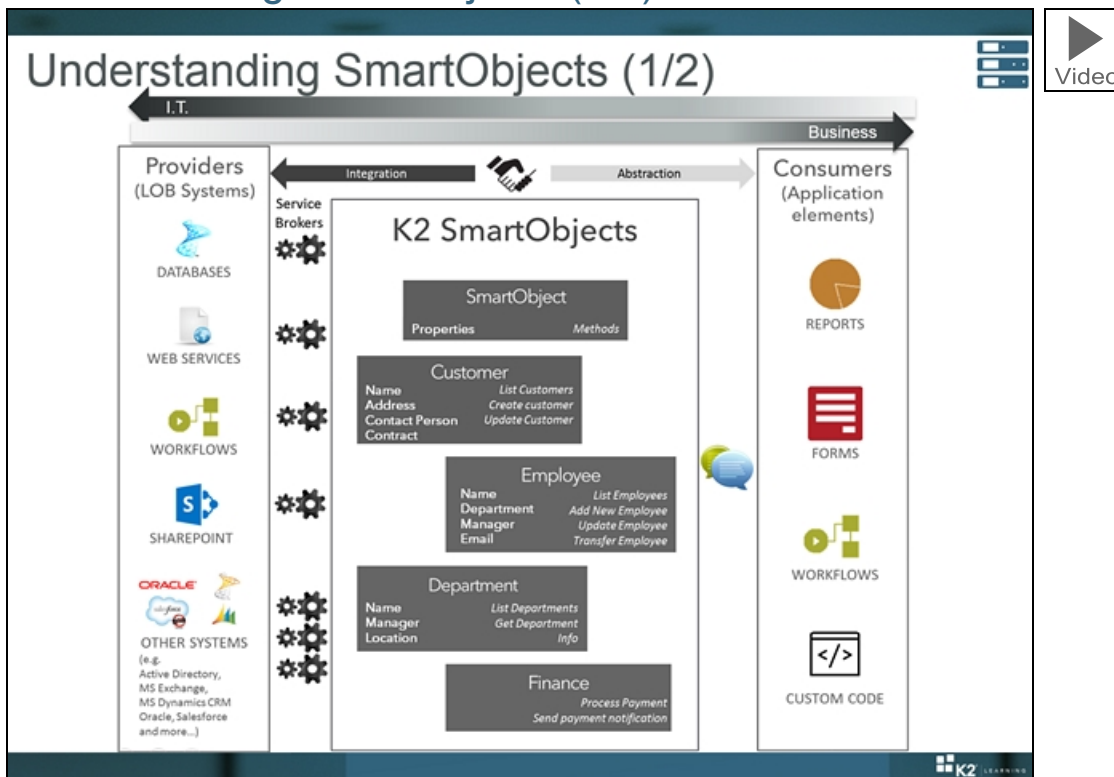 Understanding SmartObjects (1/2)
Video
I.T.
Business
Providers
(LOB Systems)
Integration
Abstraction
Consumers
(Application
elements)
Service
Brokers
K2 SmartObjects
DATABASES
WEB SERVICES
WORKFLOWS
SHAREPOINT
ORACLE
salesforce
OTHER SYSTEMS
(e.g.
Active Directory,
MS Exchange,
MS Dynamics CRM
Oracle, Salesforce
and more...)
SmartObject
Properties Methods
Customer
Name List Customers
Address Create customer
Contact Person Update Customer
Contract
Employee
Name List Employees
Department Add New Employee
Manager Update Employee
Email Transfer Employee
Department
Name List Departments
Manager Get Department
Location Info
Finance
Process Payment
Send payment notification
REPORTS
FORMS
WORKFLOWS
CUSTOM CODE
K2 LEARNING